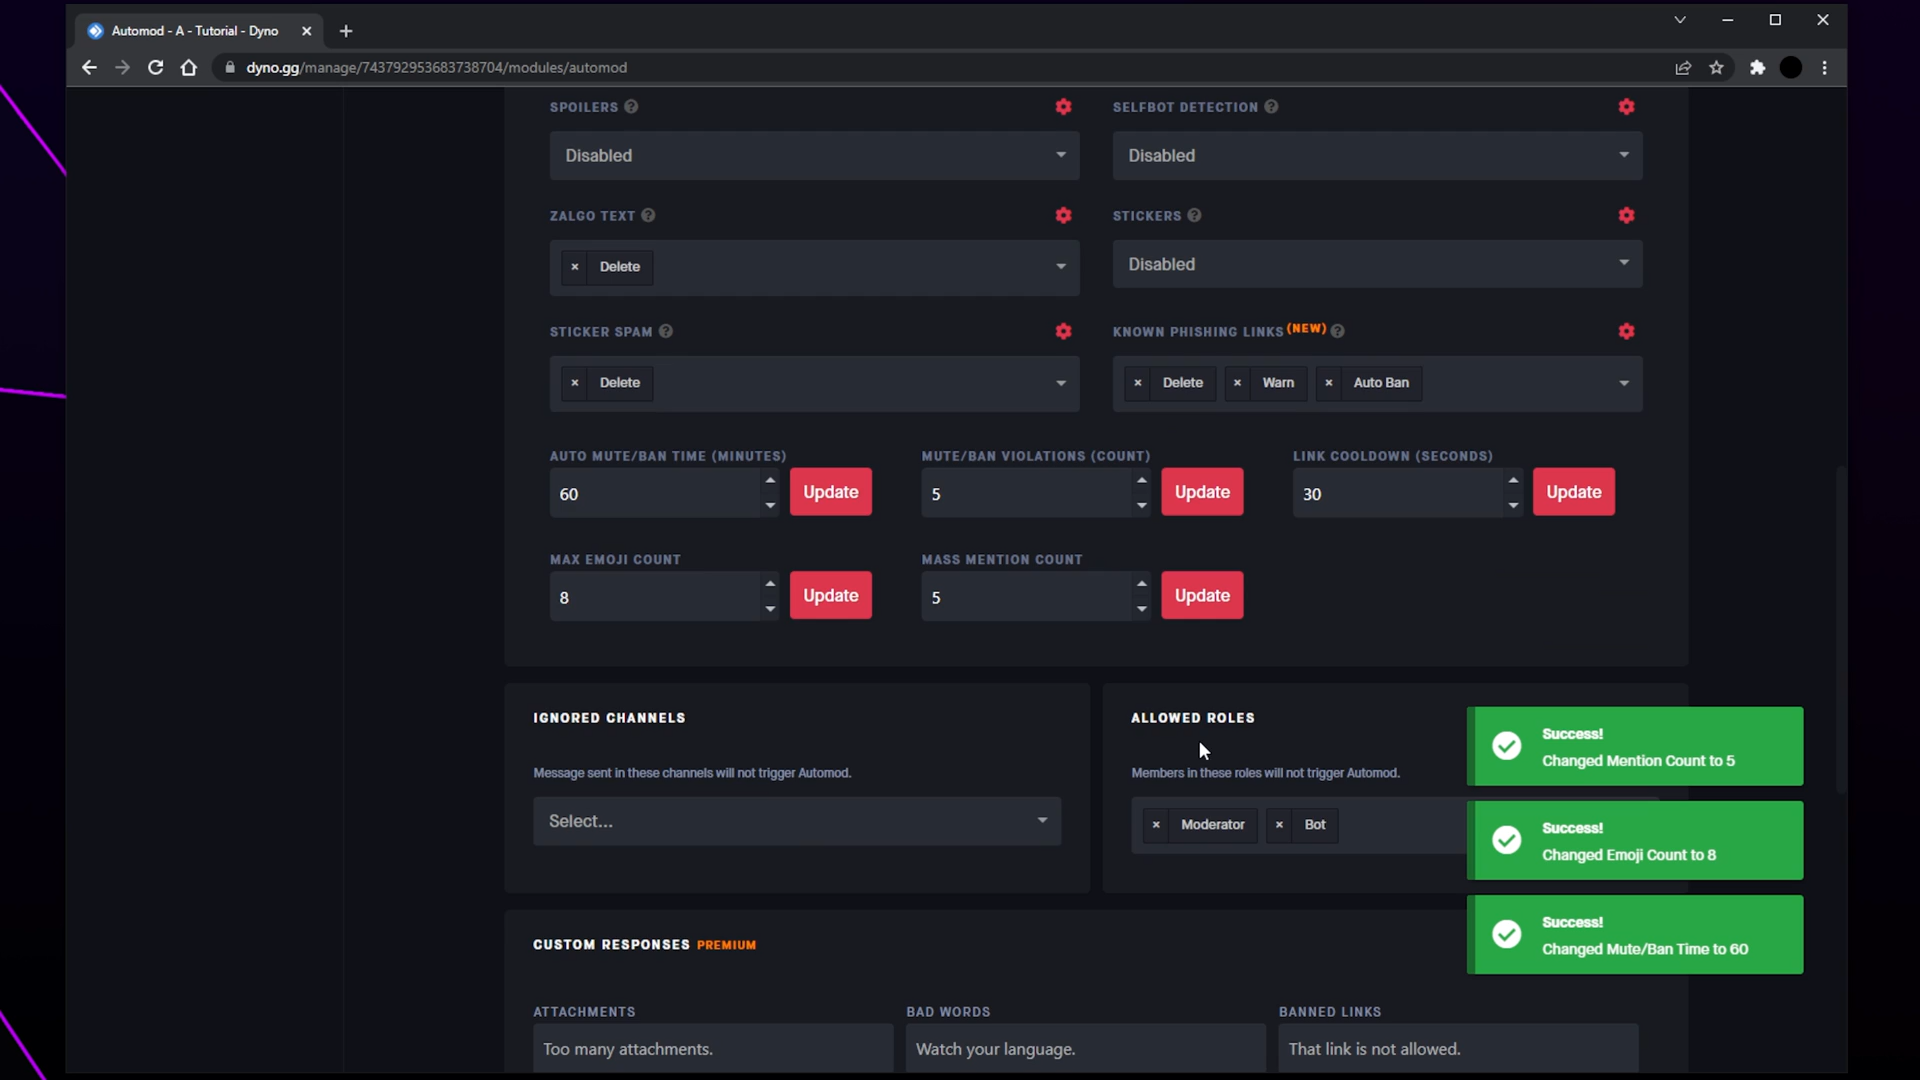 Automod - A - Tutorial - Dyno
dyno.gg/manage/743792953683738704/modules/automod
SPOILERS
SELFBOT DETECTION
Disabled
Disabled
ZALGO TEXT
STICKERS
× Delete
Disabled
STICKER SPAM
KNOWN PHISHING LINKS (NEW)
× Delete
× Delete × Warn × Auto Ban
AUTO MUTE/BAN TIME (MINUTES)
MUTE/BAN VIOLATIONS (COUNT)
LINK COOLDOWN (SECONDS)
60 Update
5 Update
30 Update
MAX EMOJI COUNT
MASS MENTION COUNT
8 Update
5 Update
IGNORED CHANNELS
Message sent in these channels will not trigger Automod.
Select...
ALLOWED ROLES
Members in these roles will not trigger Automod.
× Moderator × Bot
Success!
Changed Mention Count to 5
Success!
Changed Emoji Count to 8
Success!
Changed Mute/Ban Time to 60
CUSTOM RESPONSES PREMIUM
ATTACHMENTS
BAD WORDS
BANNED LINKS
Too many attachments.
Watch your language.
That link is not allowed.